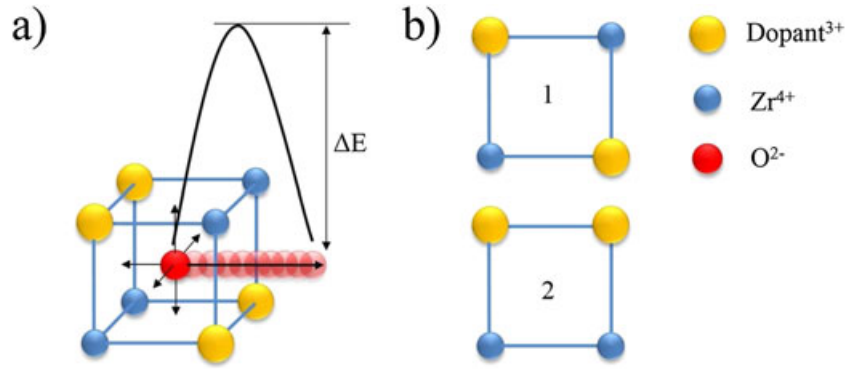 a)
ΔE
b)
1
2
Dopant³⁺
Zr⁴⁺
O²⁻